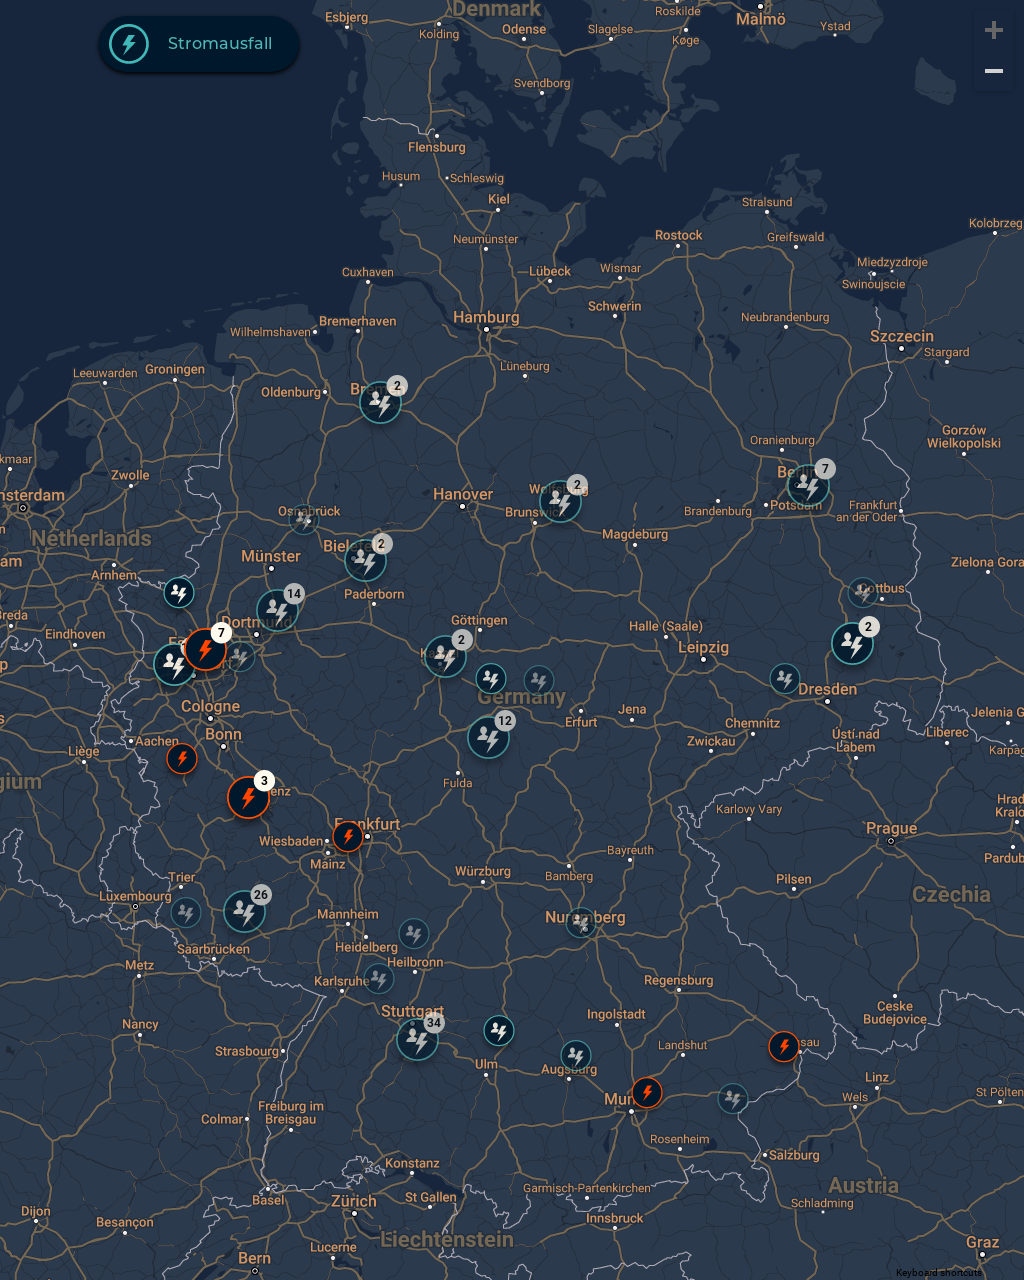 Denmark
Esbjerg
Kolding
Odense
Slagelse
Roskilde
Køge
Malmö
Ystad
Stromausfall
+
−
Svendborg
Flensburg
Husum
Schleswig
Kiel
Stralsund
Neumünster
Rostock
Greifswald
Kolobrzeg
Cuxhaven
Lübeck
Wismar
Miedzyzdroje
Swinoujscie
Schwerin
Hamburg
Bremerhaven
Wilhelmshaven
Neubrandenburg
Szczecin
Stargard
Leeuwarden
Groningen
Lüneburg
Oldenburg
2
Gorzów
Wielkopolski
Oranienburg
kmaar
Zwolle
7
2
Hanover
nsterdam
Brunswic
Brandenburg
Potsdam
Frankfurt
an der Oder
Osnabrück
Netherlands
Magdeburg
Münster
2
Zielona Gora
am
Arnhem
Paderborn
14
Cottbus
Breda
Dortmund
Göttingen
Halle (Saale)
2
Eindhoven
7
2
Leipzig
p
Germany
Dresden
Cologne
Erfurt
Jena
Chemnitz
12
Jelenia G
Bonn
Aachen
Zwickau
Ústí nad
Labem
Liberec
Liège
Karpac
gium
3
enz
Fulda
Karlovy Vary
Hrad
Kralo
Frankfurt
Wiesbaden
Prague
Mainz
Bayreuth
Pardub
Trier
Würzburg
Bamberg
Pilsen
Luxembourg
26
Czechia
Mannheim
Nuremberg
Saarbrücken
Heidelberg
Metz
Heilbronn
Karlsruhe
Regensburg
Stuttgart
34
Ingolstadt
Ceske
Budejovice
Nancy
Strasbourg
Landshut
sau
Ulm
Augsburg
Linz
Wels
St Pölten
Mun
Freiburg im
Breisgau
Colmar
Rosenheim
Salzburg
Konstanz
Austria
Garmisch-Partenkirchen
Basel
Zürich
St Gallen
Schladming
Dijon
Besançon
Innsbruck
Liechtenstein
Lucerne
Graz
Bern
Keyboard shortcuts